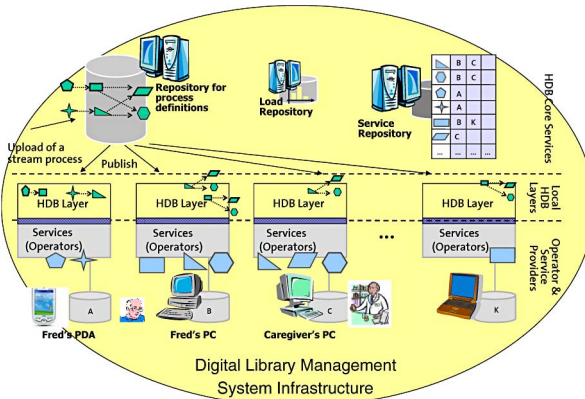 Repository for
process
definitions
Load
Repository
Service
Repository
B C
B C
A
A
B K
C
... ... ... ...
HDB Core Services
Upload of a
stream process
Publish
HDB Layer
HDB Layer
HDB Layer
HDB Layer
Local
HDB
Layers
Services
(Operators)
Services
(Operators)
Services
(Operators)
...
Services
(Operators)
Operator &
Service
Providers
A
B
C
K
Fred's PDA
Fred's PC
Caregiver's PC
Digital Library Management
System Infrastructure